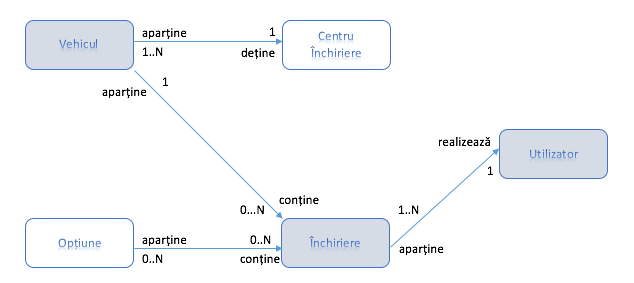 Vehicul
aparține
1
Centru
Închiriere
1..N
deține
1
aparține
realizează
Utilizator
1
conține
0...N
1..N
Opțiune
aparține
0..N
Închiriere
0..N
conține
aparține